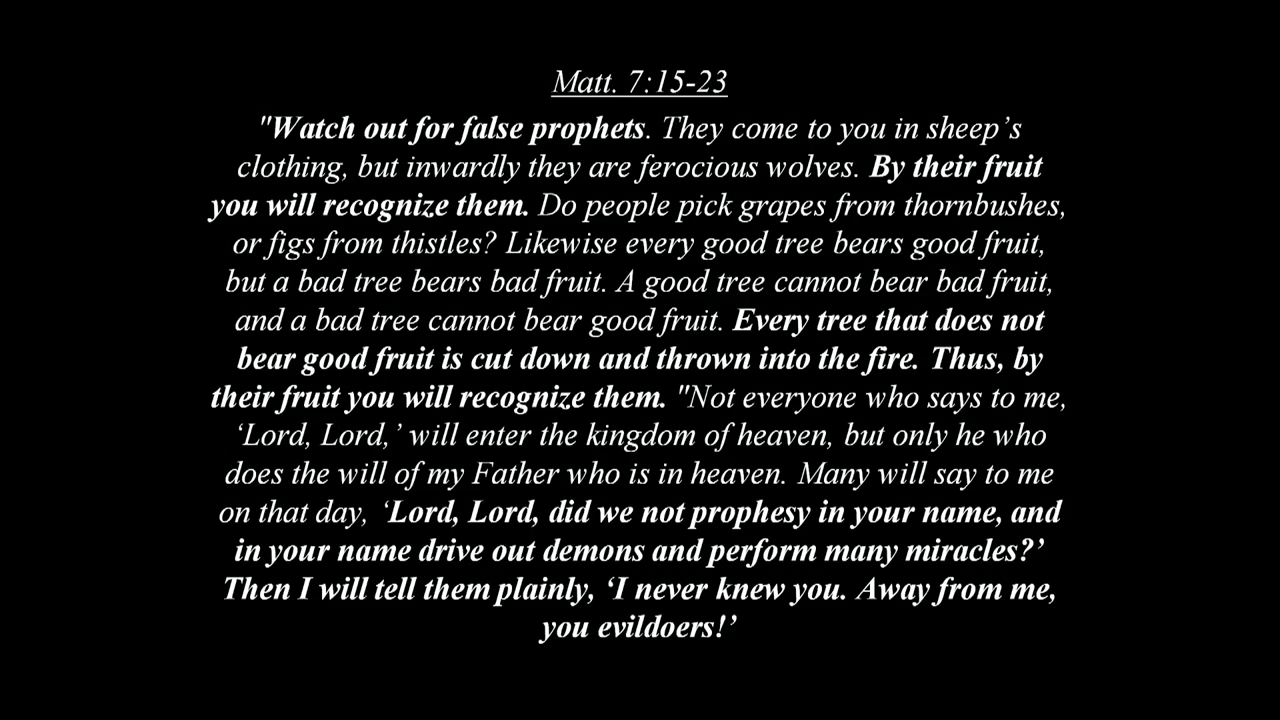 Matt. 7:15-23
"Watch out for false prophets. They come to you in sheep’s
clothing, but inwardly they are ferocious wolves. By their fruit
you will recognize them. Do people pick grapes from thornbushes,
or figs from thistles? Likewise every good tree bears good fruit,
but a bad tree bears bad fruit. A good tree cannot bear bad fruit,
and a bad tree cannot bear good fruit. Every tree that does not
bear good fruit is cut down and thrown into the fire. Thus, by
their fruit you will recognize them. "Not everyone who says to me,
‘Lord, Lord,’ will enter the kingdom of heaven, but only he who
does the will of my Father who is in heaven. Many will say to me
on that day, ‘Lord, Lord, did we not prophesy in your name, and
in your name drive out demons and perform many miracles?’
Then I will tell them plainly, ‘I never knew you. Away from me,
you evildoers!’